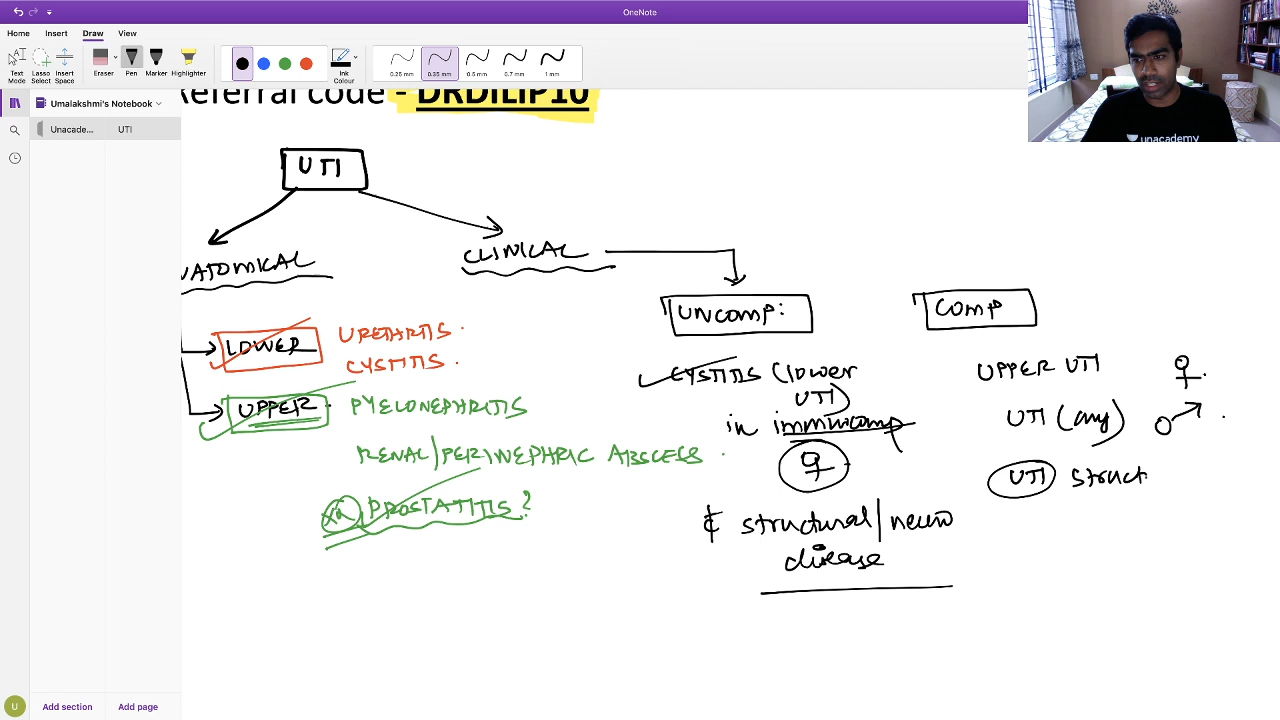 OneNote
Home Insert Draw View
Text Mode
Lasso Select
Insert Space
Eraser
Pen
Marker
Highlighter
Ink Colour
0.25 mm
0.35 mm
0.5 mm
0.7 mm
1 mm
Umalakshmi's Notebook
Unacade...
UTI
Referral code - DRDILIP10
unacademy
UTI
ANATOMICAL
CLINICAL
UNCOMP:
COMP
LOWER
URETHRITIS
CYSTITIS
UPPER
PYELONEPHRITIS
RENAL/PERINEPHRIC ABSCESS
PROSTATITIS?
CYSTITIS (lower
UTI)
in immunocomp
♀
structural/neuro
disease
UPPER UTI ♀
UTI (any) ♂
UTI struct
U
Add section
Add page